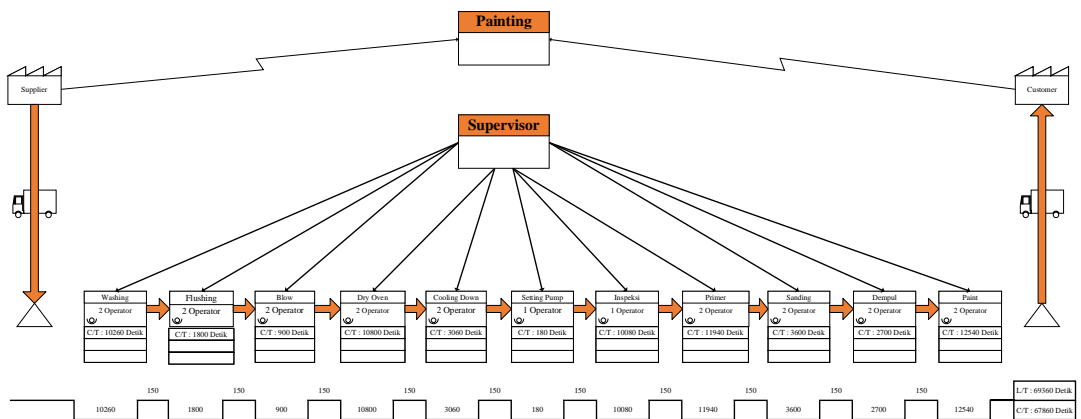 Painting
Supplier
Customer
Supervisor
Washing
2 Operator
C/T : 10260 Detik
Flushing
2 Operator
C/T : 1800 Detik
Blow
2 Operator
C/T : 900 Detik
Dry Oven
2 Operator
C/T : 10800 Detik
Cooling Down
2 Operator
C/T : 3060 Detik
Setting Pump
1 Operator
C/T : 180 Detik
Inspeksi
1 Operator
C/T : 10080 Detik
Primer
2 Operator
C/T : 11940 Detik
Sanding
2 Operator
C/T : 3600 Detik
Dempul
2 Operator
C/T : 2700 Detik
Paint
2 Operator
C/T : 12540 Detik
150 150 150 150 150 150 150 150 150 150
L/T : 69360 Detik
10260 1800 900 10800 3060 180 10080 11940 3600 2700 12540
C/T : 67860 Detik